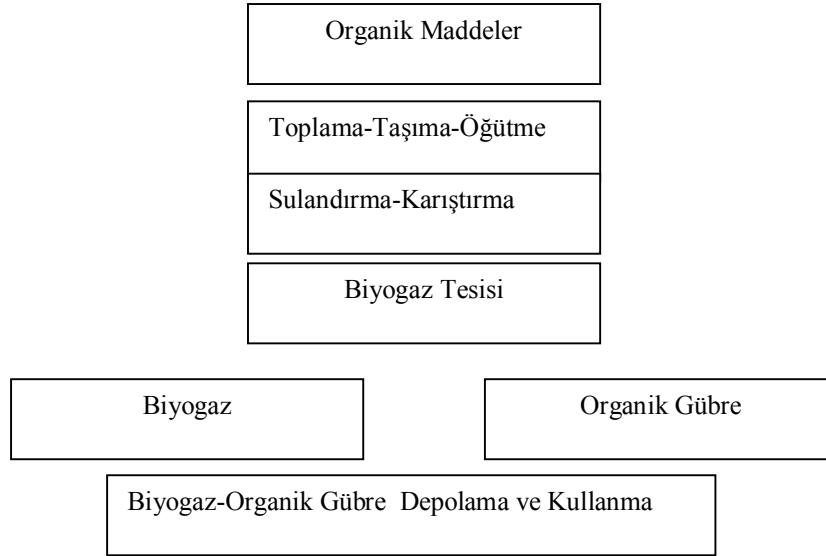 Organik Maddeler
Toplama-Taşıma-Öğütme
Sulandırma-Karıştırma
Biyogaz Tesisi
Biyogaz
Organik Gübre
Biyogaz-Organik Gübre Depolama ve Kullanma